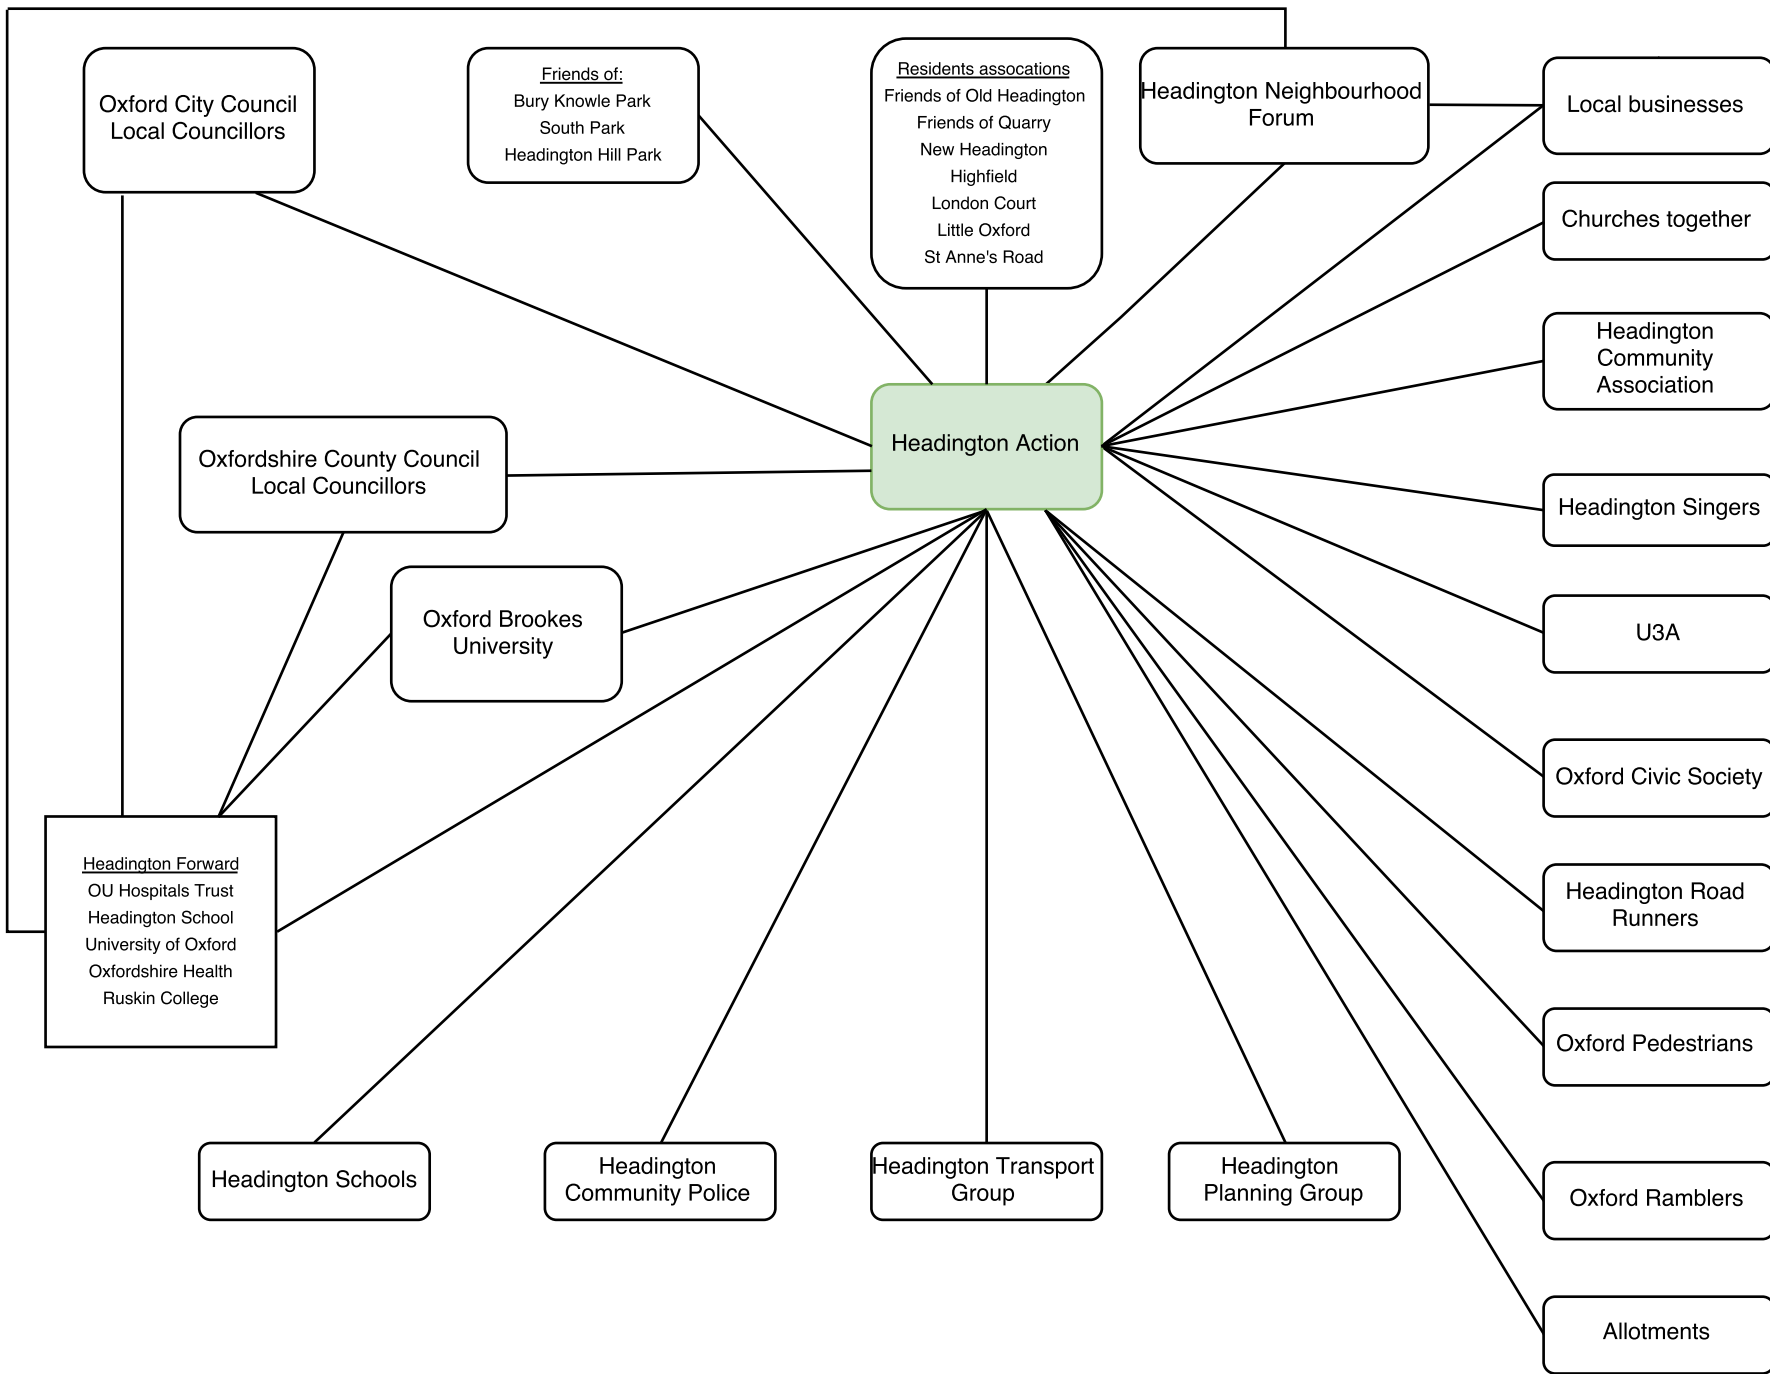 Oxford City Council
Local Councillors
Friends of:
Bury Knowle Park
South Park
Headington Hill Park
Residents assocations
Friends of Old Headington
Friends of Quarry
New Headington
Highfield
London Court
Little Oxford
St Anne's Road
Headington Neighbourhood
Forum
Local businesses
Churches together
Headington
Community
Association
Headington Action
Oxfordshire County Council
Local Councillors
Headington Singers
Oxford Brookes
University
U3A
Oxford Civic Society
Headington Forward
OU Hospitals Trust
Headington School
University of Oxford
Oxfordshire Health
Ruskin College
Headington Road
Runners
Oxford Pedestrians
Headington Schools
Headington
Community Police
Headington Transport
Group
Headington
Planning Group
Oxford Ramblers
Allotments